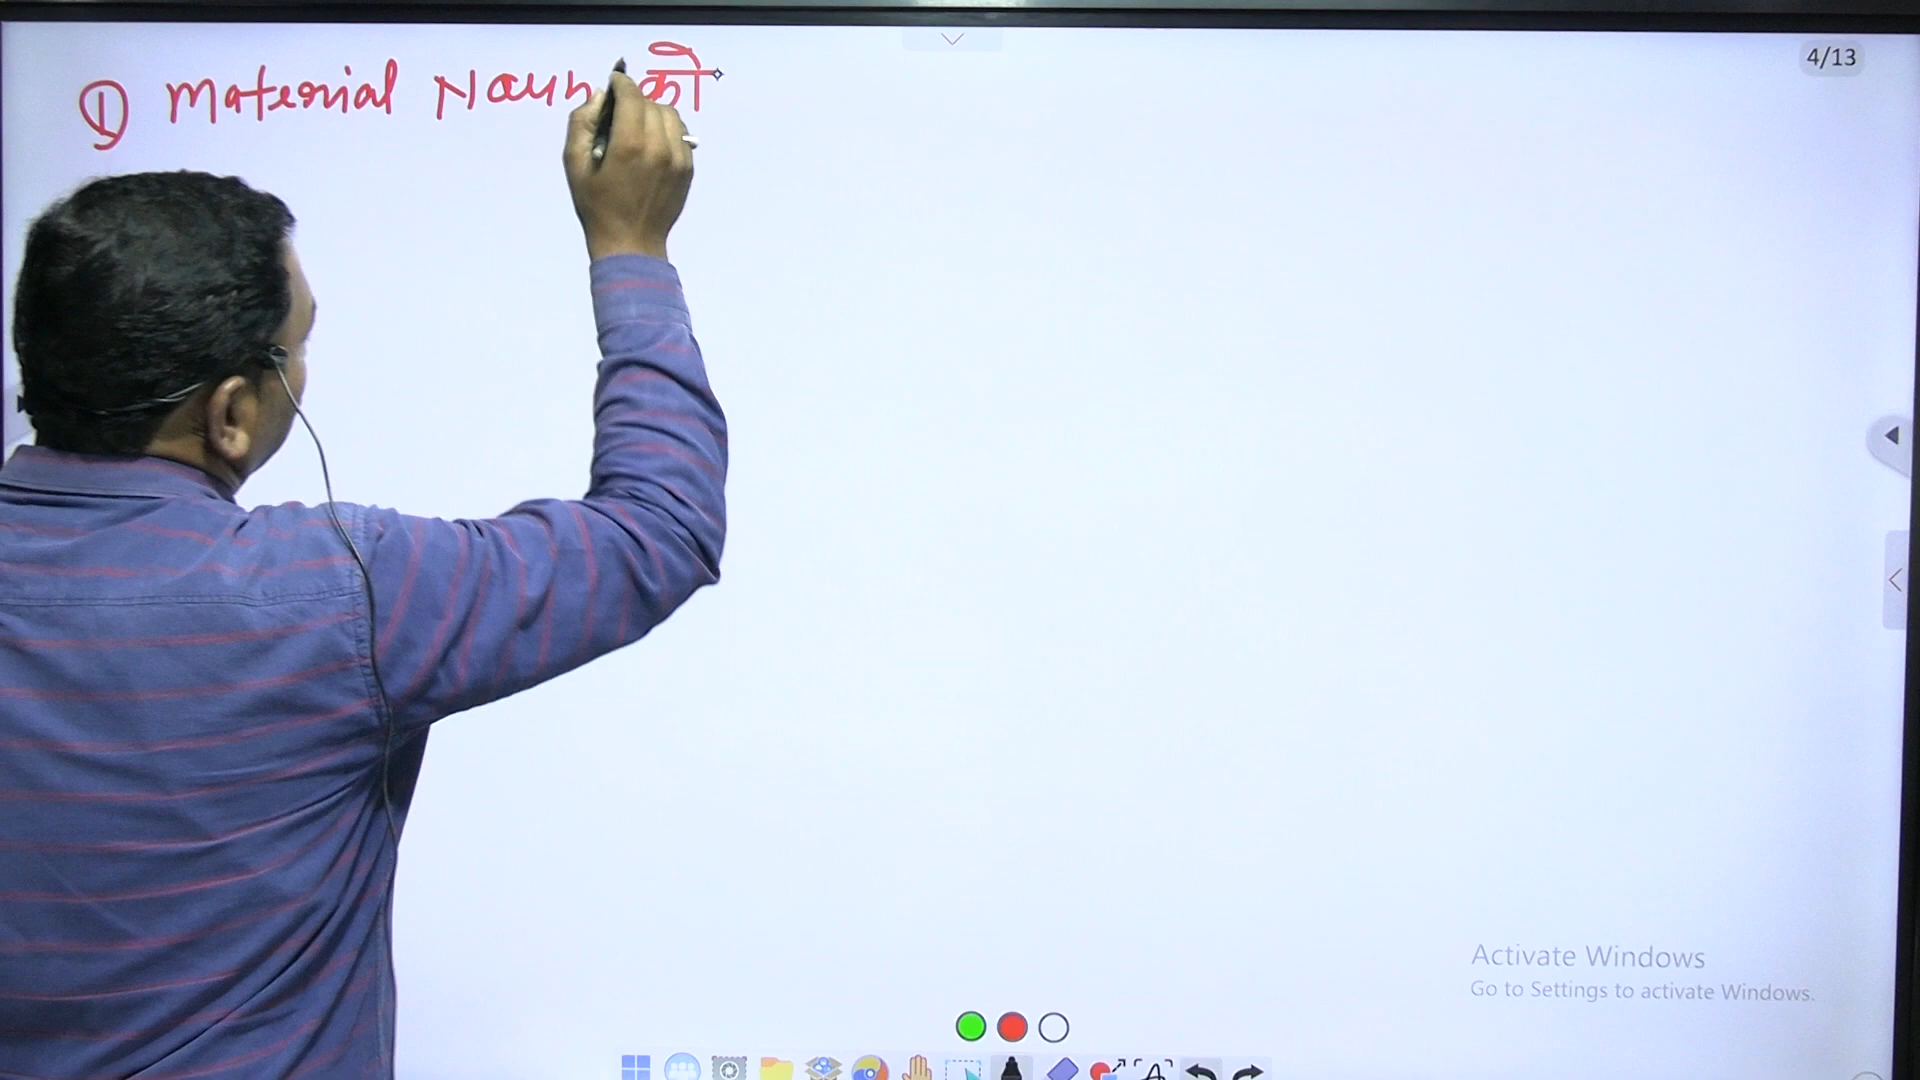 4/13
① Material Noun को
Activate Windows
Go to Settings to activate Windows.